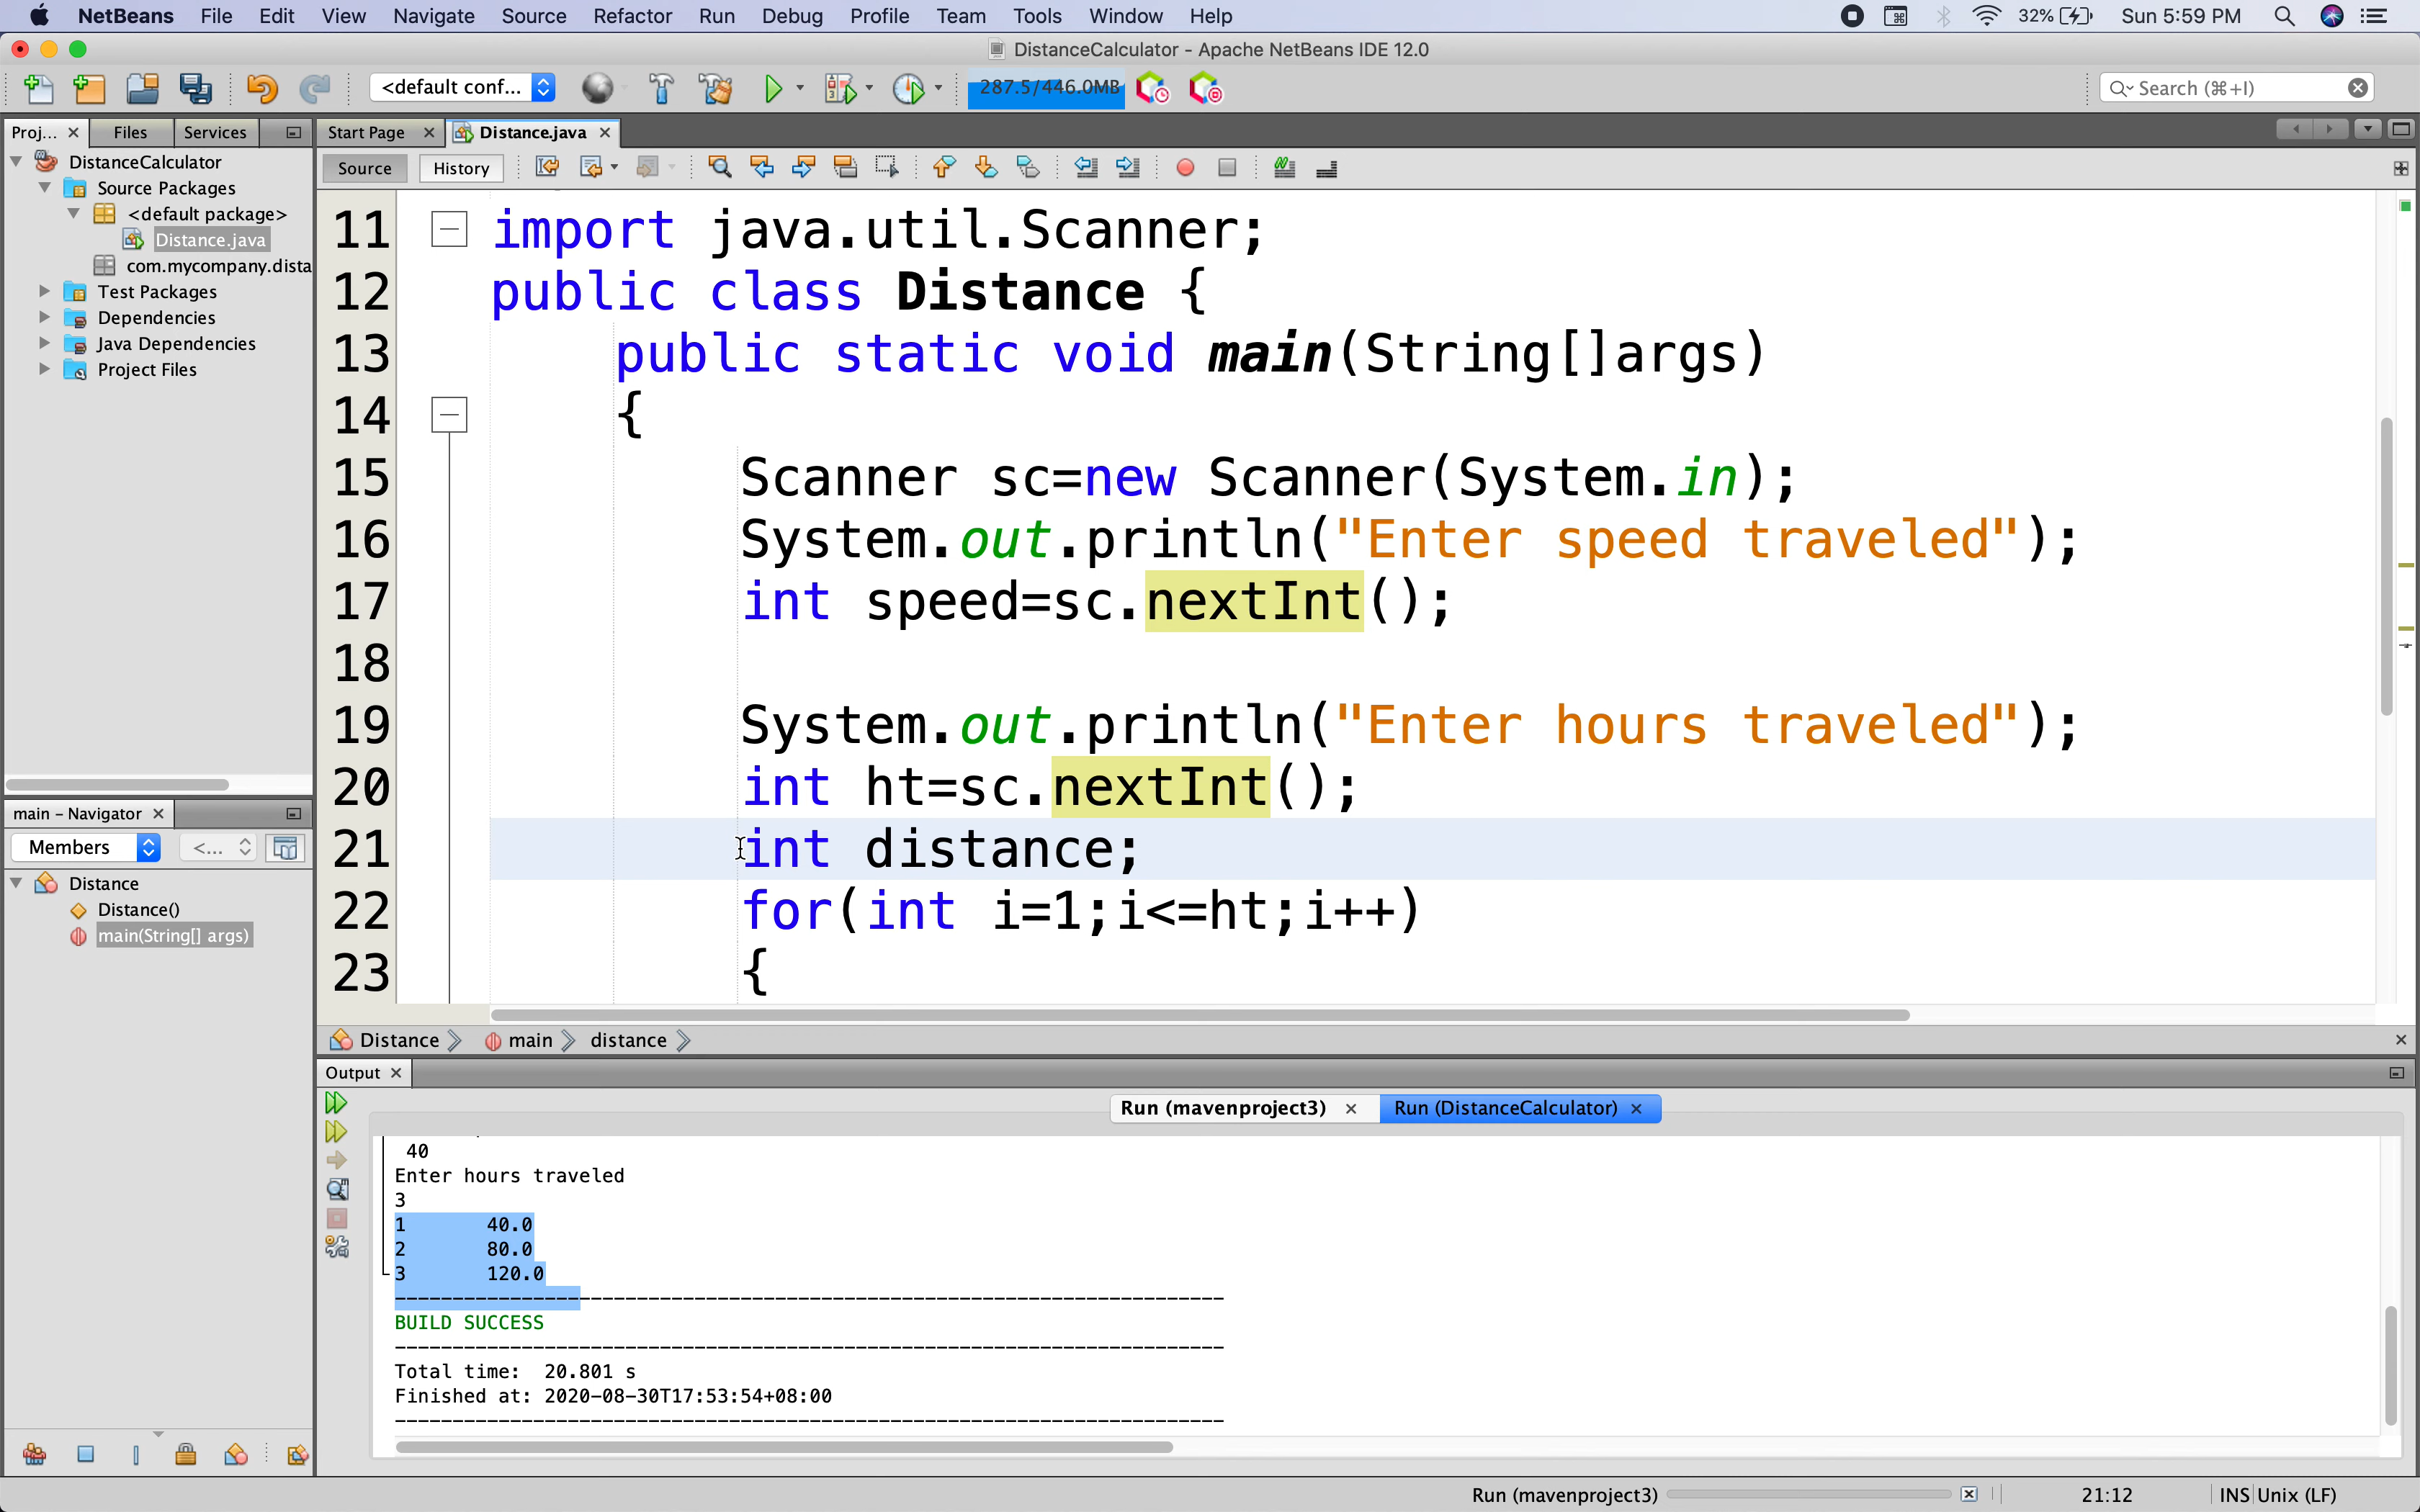 NetBeans File Edit View Navigate Source Refactor Run Debug Profile Team Tools Window Help 32% Sun 5:59 PM
DistanceCalculator - Apache NetBeans IDE 12.0
<default conf... 287.5/446.0MB Search (⌘+I)
Proj... Files Services Start Page Distance.java
Source History
DistanceCalculator
Source Packages
<default package>
Distance.java
com.mycompany.dista
Test Packages
Dependencies
Java Dependencies
Project Files
11 import java.util.Scanner;
12 public class Distance {
13 public static void main(String[]args)
14 {
15 Scanner sc=new Scanner(System.in);
16 System.out.println("Enter speed traveled");
17 int speed=sc.nextInt();
18
19 System.out.println("Enter hours traveled");
20 int ht=sc.nextInt();
21 int distance;
22 for(int i=1;i<=ht;i++)
23 {
main - Navigator
Members <...
Distance
Distance()
main(String[] args)
Distance main distance
Output
Run (mavenproject3) Run (DistanceCalculator)
40
Enter hours traveled
3
1 40.0
2 80.0
3 120.0
------------------------------------------------------------------------
BUILD SUCCESS
------------------------------------------------------------------------
Total time: 20.801 s
Finished at: 2020-08-30T17:53:54+08:00
------------------------------------------------------------------------
Run (mavenproject3) 21:12 INS Unix (LF)